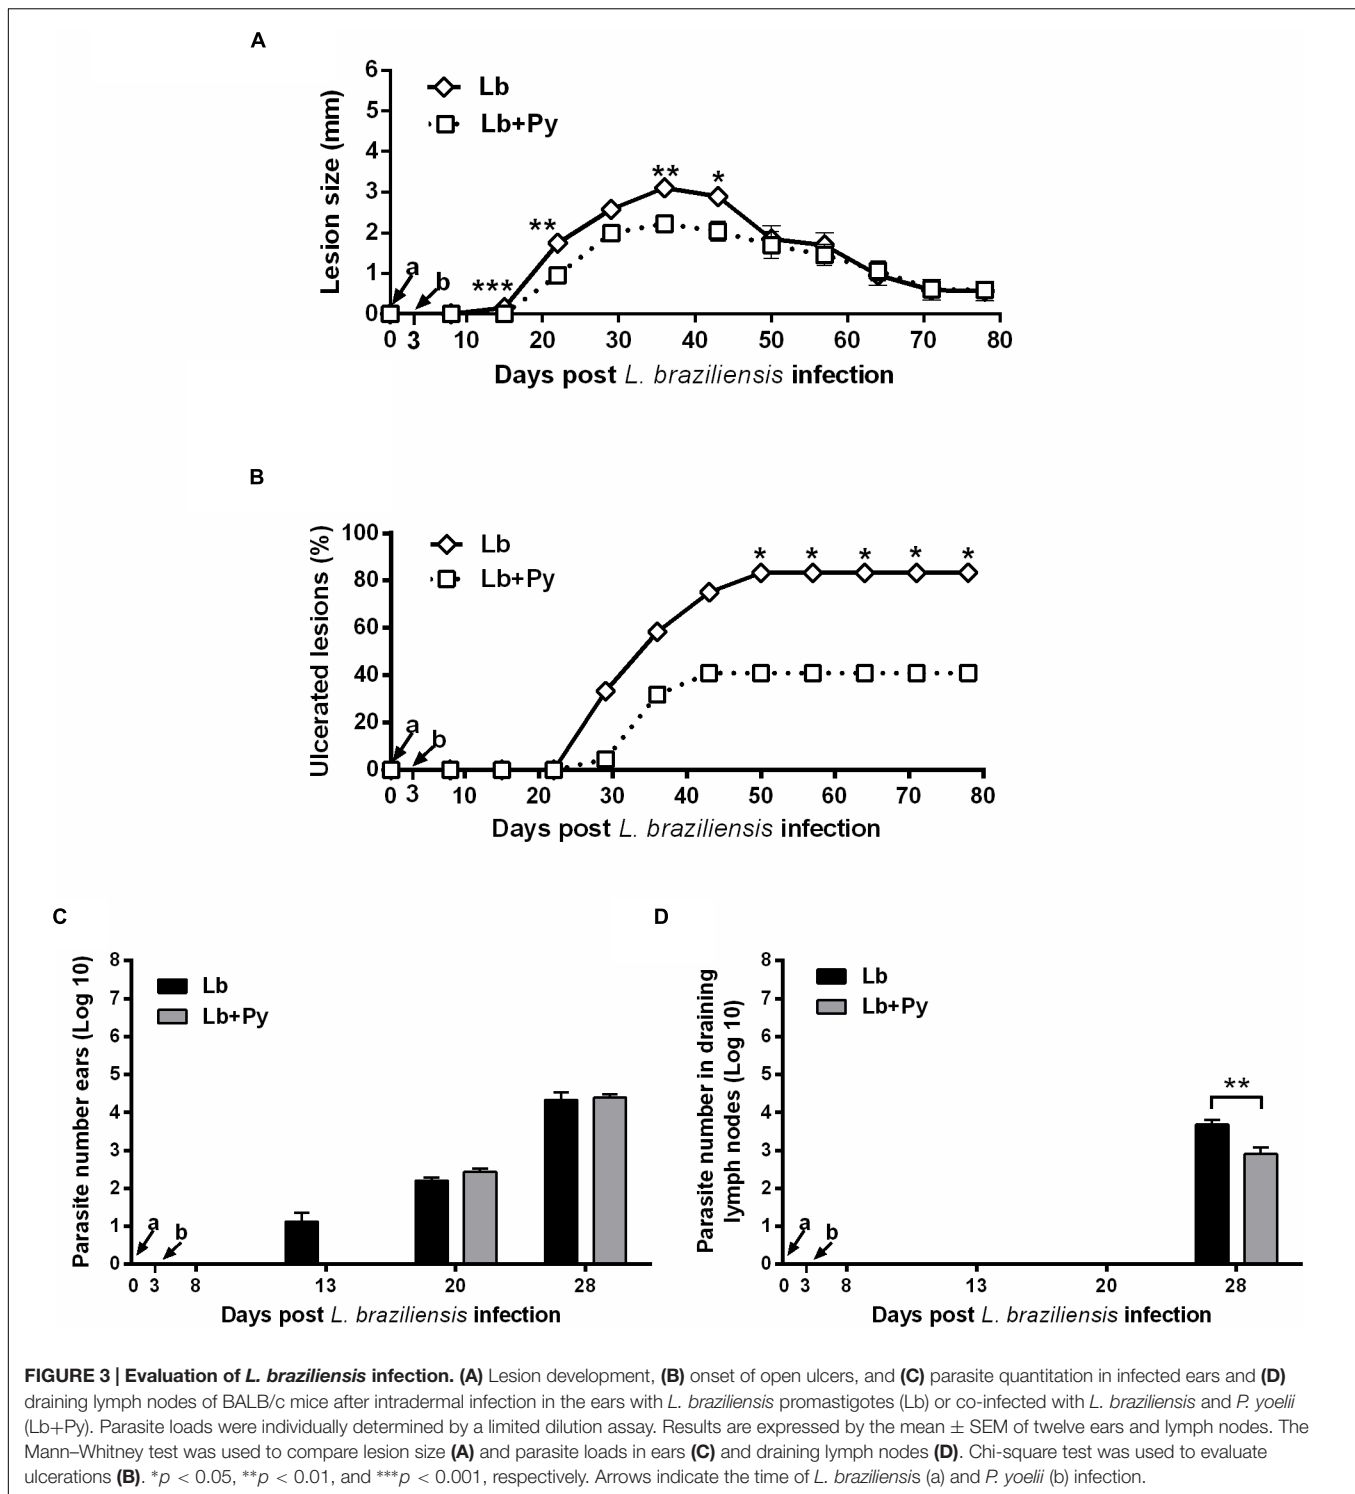 A
Lesion size (mm)
6
5
4
3
2
1
0
Lb
Lb+Py
***
**
**
*
a
b
0 3 10 20 30 40 50 60 70 80
Days post L. braziliensis infection
B
Ulcerated lesions (%)
100
80
60
40
20
0
Lb
Lb+Py
* * * * *
a
b
0 3 10 20 30 40 50 60 70 80
Days post L. braziliensis infection
C
Parasite number ears (Log 10)
8
7
6
5
4
3
2
1
0
Lb
Lb+Py
a
b
0 3 8 13 20 28
Days post L. braziliensis infection
D
Parasite number in draining
lymph nodes (Log 10)
8
7
6
5
4
3
2
1
0
Lb
Lb+Py
**
a
b
0 3 8 13 20 28
Days post L. braziliensis infection
FIGURE 3 | Evaluation of L. braziliensis infection. (A) Lesion development, (B) onset of open ulcers, and (C) parasite quantitation in infected ears and (D)
draining lymph nodes of BALB/c mice after intradermal infection in the ears with L. braziliensis promastigotes (Lb) or co-infected with L. braziliensis and P. yoelii
(Lb+Py). Parasite loads were individually determined by a limited dilution assay. Results are expressed by the mean ± SEM of twelve ears and lymph nodes. The
Mann–Whitney test was used to compare lesion size (A) and parasite loads in ears (C) and draining lymph nodes (D). Chi-square test was used to evaluate
ulcerations (B). *p < 0.05, **p < 0.01, and ***p < 0.001, respectively. Arrows indicate the time of L. braziliensis (a) and P. yoelii (b) infection.